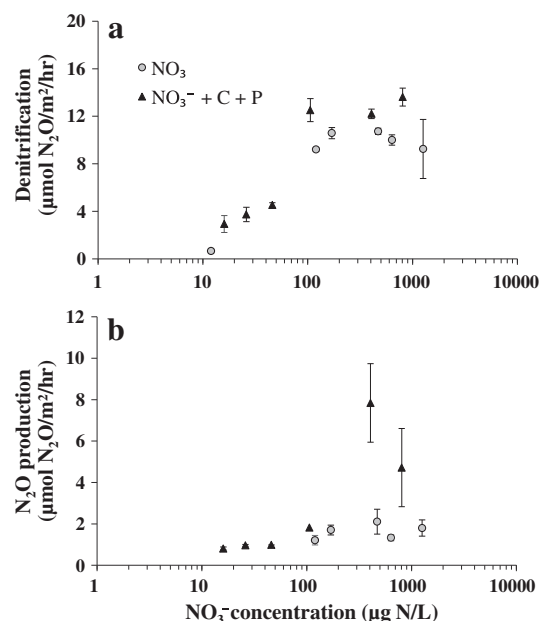 a
20
16
12
8
4
0
Denitrification
(µmol N₂O/m²/hr)
NO₃
NO₃⁻ + C + P
1 10 100 1000 10000
b
12
10
8
6
4
2
0
N₂O production
(µmol N₂O/m²/hr)
1 10 100 1000 10000
NO₃⁻concentration (µg N/L)